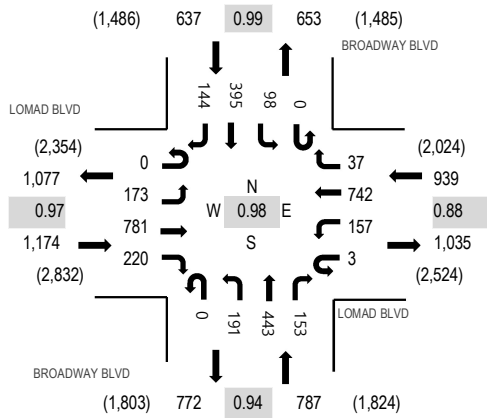 (1,486) 637 0.99 653 (1,485)
BROADWAY BLVD
144 395 98 0
LOMAD BLVD
(2,354) (2,024)
0 37
1,077 939
N
173 742
0.97 W 0.98 E 0.88
781 157
S
1,174 1,035
220 3
(2,832) (2,524)
0 191 443 153
LOMAD BLVD
BROADWAY BLVD
(1,803) 772 0.94 787 (1,824)